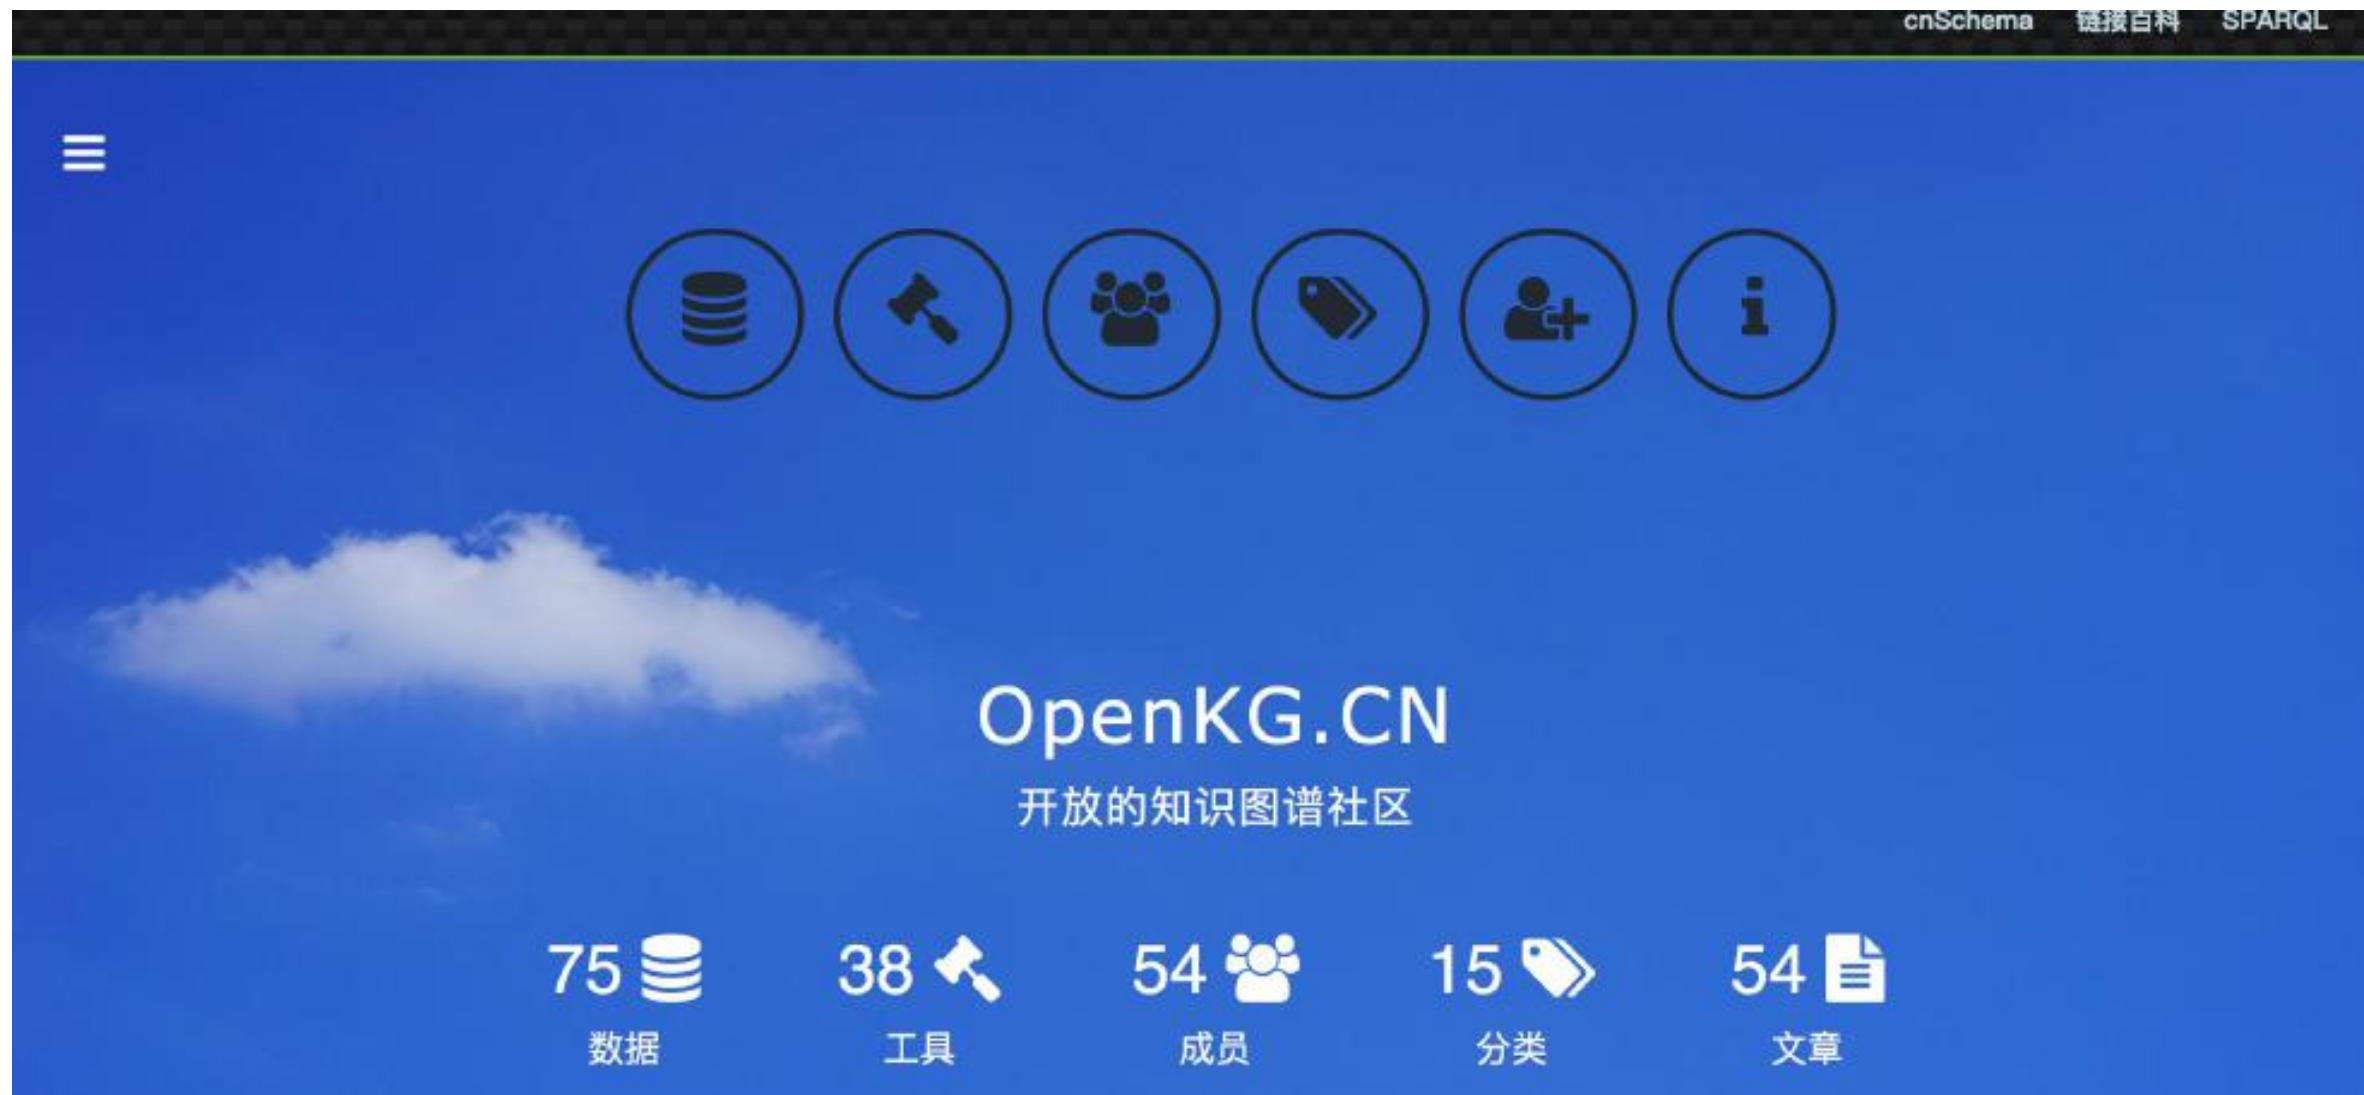 cnSchema 链接百科 SPARQL
OpenKG.CN
开放的知识图谱社区
75 38 54 15 54
数据 工具 成员 分类 文章